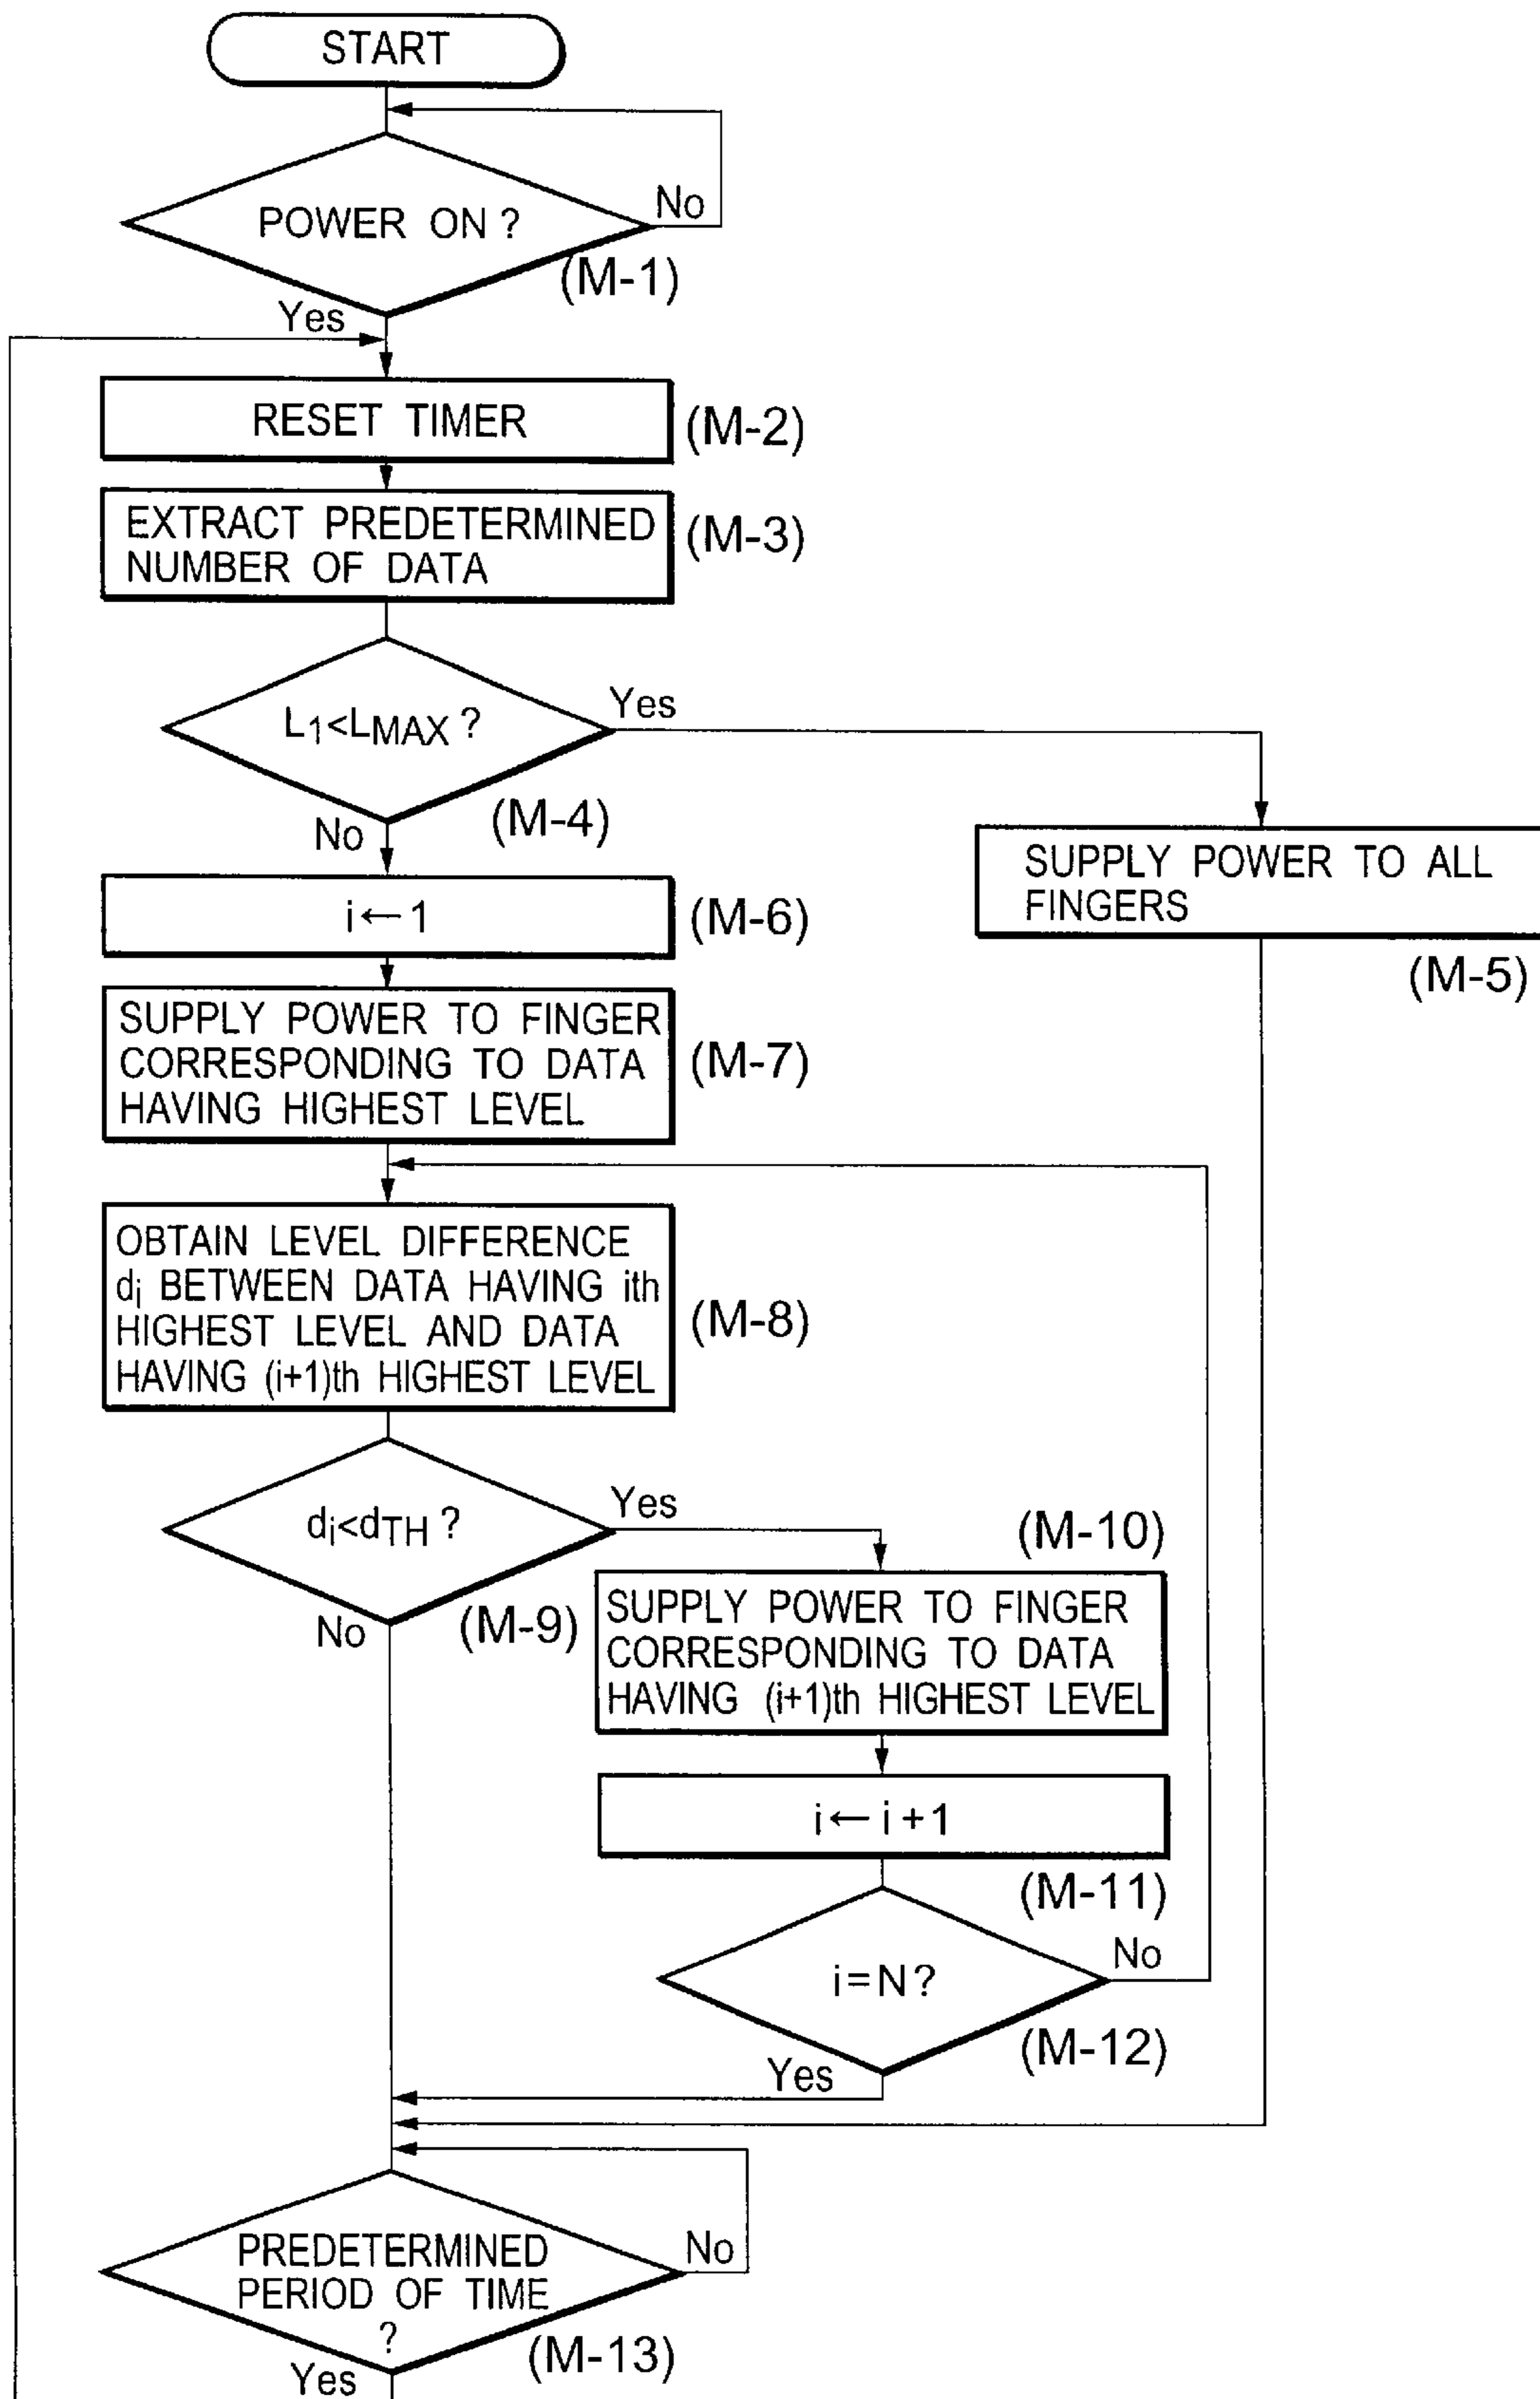 START
POWER ON ?
No
(M-1)
Yes
RESET TIMER
(M-2)
EXTRACT PREDETERMINED
NUMBER OF DATA
(M-3)
L1<LMAX ?
Yes
(M-4)
No
SUPPLY POWER TO ALL
FINGERS
(M-5)
i←1
(M-6)
SUPPLY POWER TO FINGER
CORRESPONDING TO DATA
HAVING HIGHEST LEVEL
(M-7)
OBTAIN LEVEL DIFFERENCE
di BETWEEN DATA HAVING ith
HIGHEST LEVEL AND DATA
HAVING (i+1)th HIGHEST LEVEL
(M-8)
di<dTH ?
Yes
(M-9)
No
(M-10)
SUPPLY POWER TO FINGER
CORRESPONDING TO DATA
HAVING (i+1)th HIGHEST LEVEL
i←i+1
(M-11)
i=N?
No
(M-12)
Yes
PREDETERMINED
PERIOD OF TIME
?
No
(M-13)
Yes